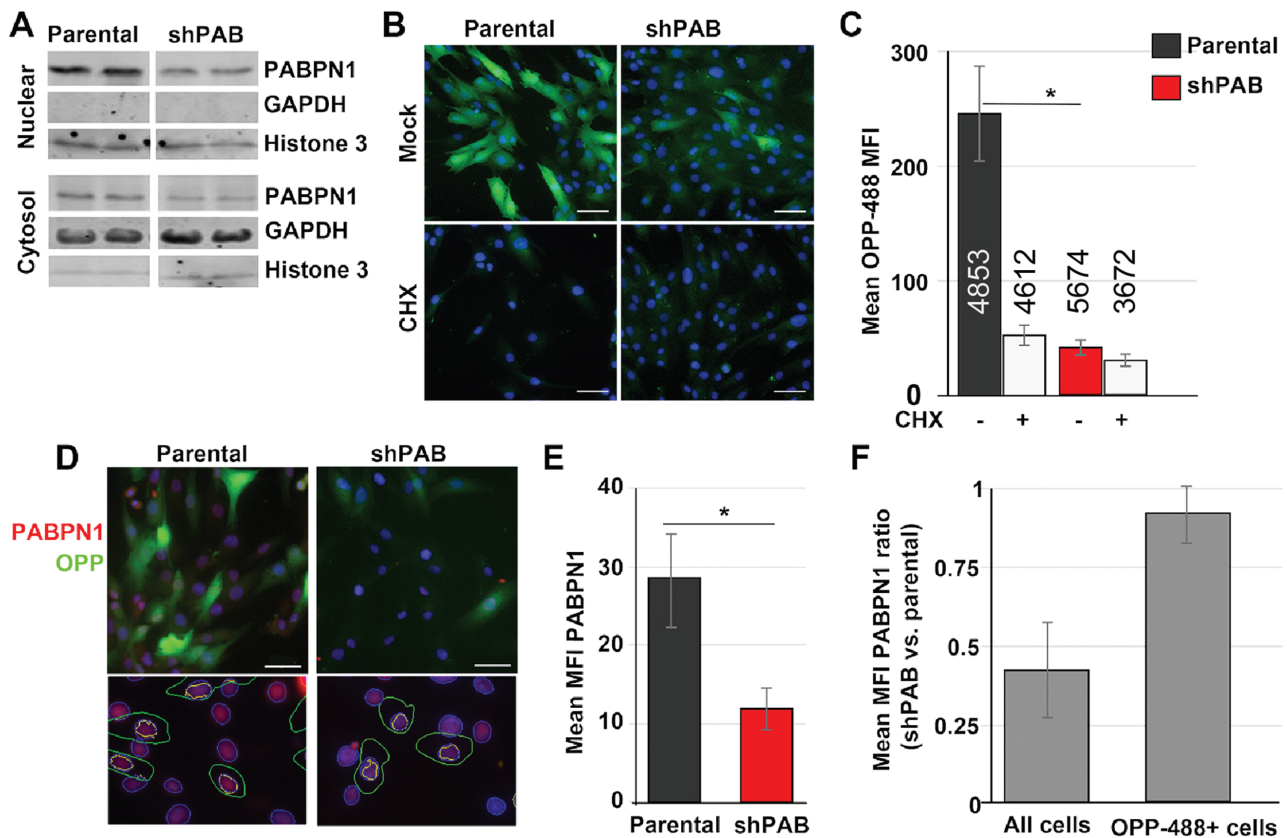 A
Parental shPAB
Nuclear
PABPN1
GAPDH
Histone 3
Cytosol
PABPN1
GAPDH
Histone 3
B
Parental shPAB
Mock
CHX
C
Parental
shPAB
Mean OPP-488 MFI
300
200
100
0
4853
4612
5674
3672
*
CHX - + - +
D
Parental shPAB
PABPN1
OPP
E
Mean MFI PABPN1
40
30
20
10
0
*
Parental shPAB
F
Mean MFI PABPN1 ratio
(shPAB vs. parental)
1
0.75
0.5
0.25
0
All cells OPP-488+ cells